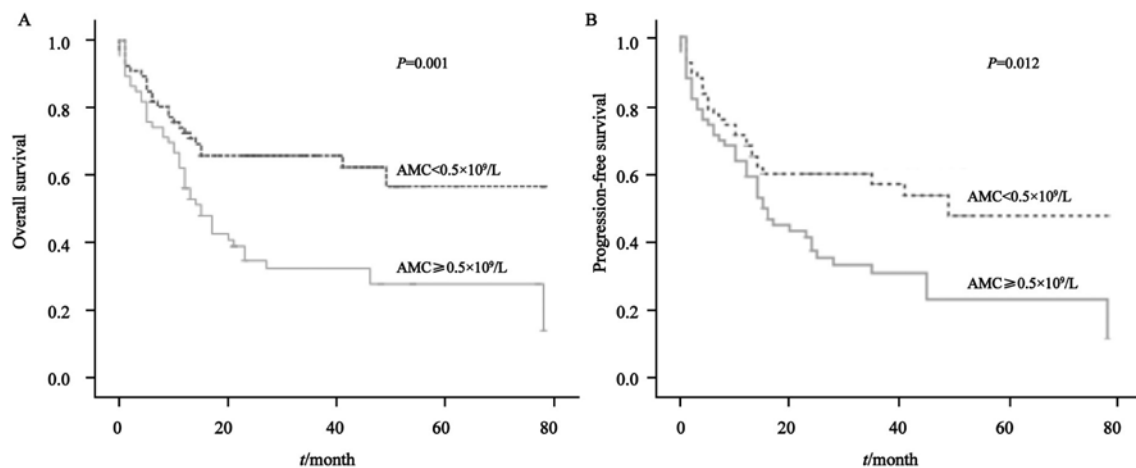 A
Overall survival
1.0
0.8
0.6
0.4
0.2
0.0
P=0.001
AMC<0.5×10⁹/L
AMC⩾0.5×10⁹/L
0 20 40 60 80
t/month
B
Progression-free survival
1.0
0.8
0.6
0.4
0.2
0.0
P=0.012
AMC<0.5×10⁹/L
AMC⩾0.5×10⁹/L
0 20 40 60 80
t/month